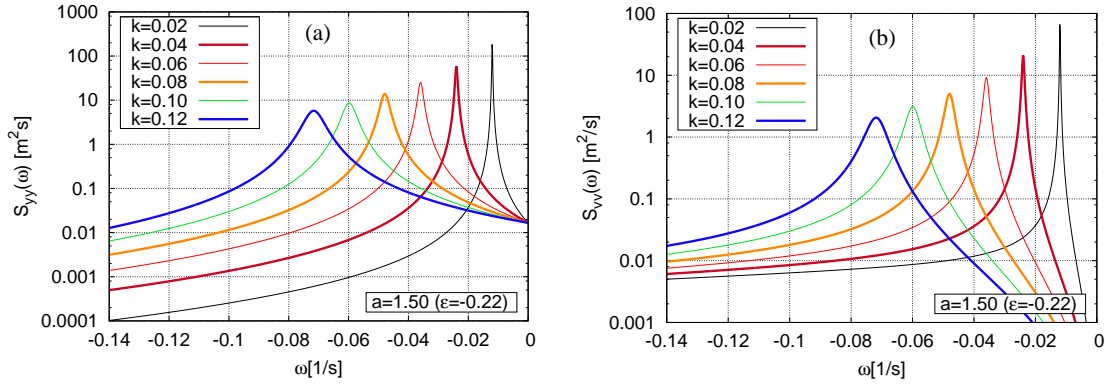 (a)
S_yy(ω) [m²s]
1000
100
10
1
0.1
0.01
0.001
0.0001
k=0.02
k=0.04
k=0.06
k=0.08
k=0.10
k=0.12
a=1.50 (ε=-0.22)
-0.14 -0.12 -0.1 -0.08 -0.06 -0.04 -0.02 0
ω[1/s]
(b)
S_vv(ω) [m²/s]
100
10
1
0.1
0.01
0.001
k=0.02
k=0.04
k=0.06
k=0.08
k=0.10
k=0.12
a=1.50 (ε=-0.22)
-0.14 -0.12 -0.1 -0.08 -0.06 -0.04 -0.02 0
ω[1/s]